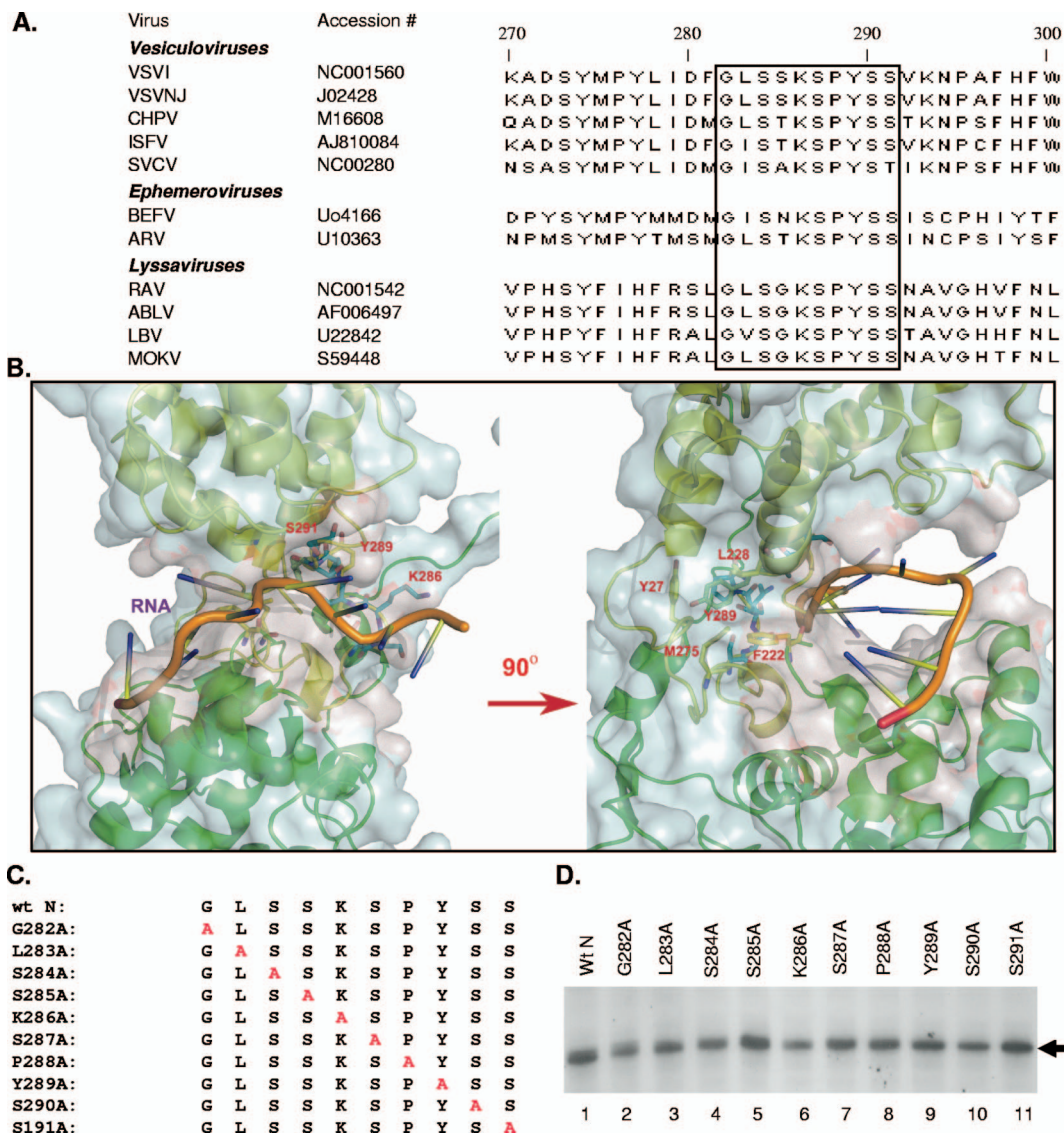 A.
Virus Accession # 270 280 290 300
Vesiculoviruses
VSVI NC001560 KADSYMPYLIDFGLSSKSPYSSVKNPAFHFW
VSVNJ J02428 KADSYMPYLIDFGLSSKSPYSSVKNPAFHFW
CHPV M16608 QADSYMPYLIDMGLSTKSPYSSTKNPSFHFW
ISFV AJ810084 KADSYMPYLIDFGISTKSPYSSVKNPCFHFW
SVCV NC00280 NSASYMPYLIDMGISAKSPYSTIKNPSFHFW
Ephemeroviruses
BEFV Uo4166 DPYSYMPYMMDMGISNKSPYSSISCPHIYTF
ARV U10363 NPMSYMPYTMSMGLSTKSPYSSINCPSIYSF
Lyssaviruses
RAV NC001542 VPHSYFIHFRSLGLSGKSPYSSNAVGHVFNL
ABLV AF006497 VPHSYFIHFRSLGLSGKSPYSSNAVGHVFNL
LBV U22842 VPHPYFIHFRALGVSGKSPYSSTAVGHHFNL
MOKV S59448 VPHSYFIHFRALGLSGKSPYSSNAVGHTFNL
B.
S291
Y289
K286
RNA
90°
L228
Y27
Y289
M275
F222
C.
wt N: G L S S K S P Y S S
G282A: A L S S K S P Y S S
L283A: G A S S K S P Y S S
S284A: G L A S K S P Y S S
S285A: G L S A K S P Y S S
K286A: G L S S A S P Y S S
S287A: G L S S K A P Y S S
P288A: G L S S K S A Y S S
Y289A: G L S S K S P A S S
S290A: G L S S K S P Y A S
S191A: G L S S K S P Y S A
D.
Wt N G282A L283A S284A S285A K286A S287A P288A Y289A S290A S291A
1 2 3 4 5 6 7 8 9 10 11